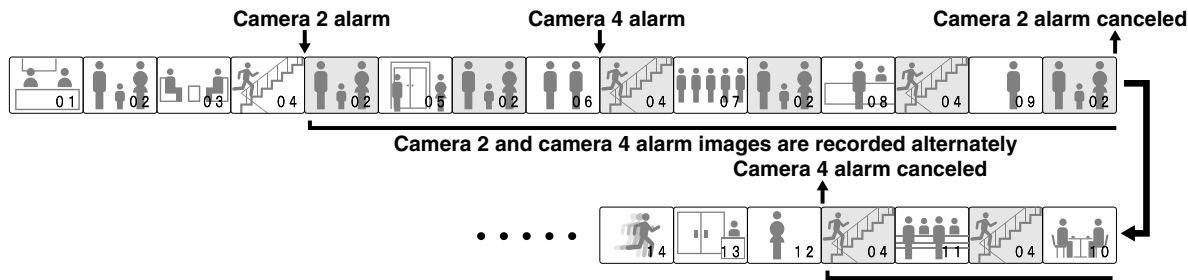 Camera 2 alarm Camera 4 alarm Camera 2 alarm canceled
01 02 03 04 02 05 02 06 04 07 02 08 04 09 02
Camera 2 and camera 4 alarm images are recorded alternately
Camera 4 alarm canceled
14 13 12 04 11 04 10